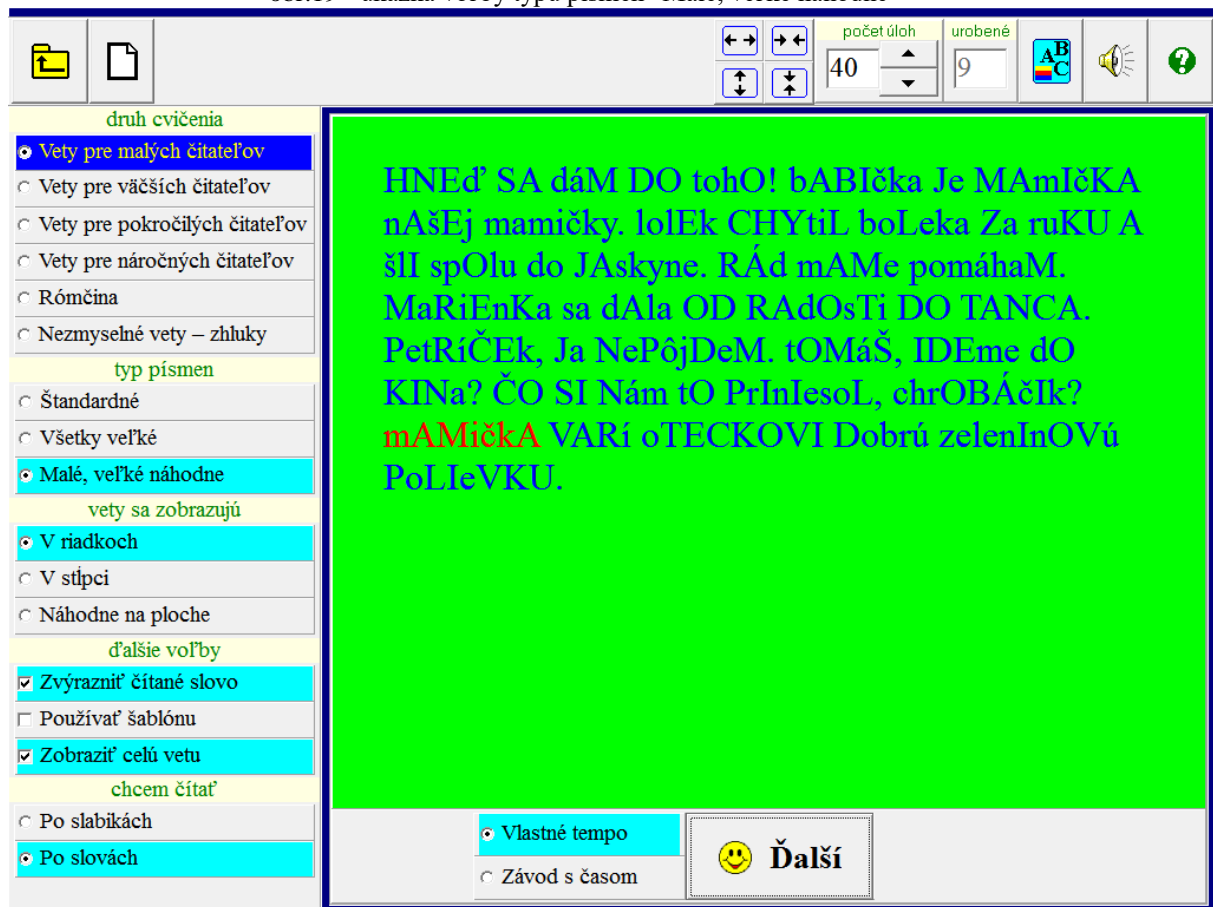 počet úloh
urobené
40
9
A B C
druh cvičenia
Vety pre malých čitateľov
Vety pre väčších čitateľov
Vety pre pokročilých čitateľov
Vety pre náročných čitateľov
Rómčina
Nezmyselné vety – zhluky
typ písmen
Štandardné
Všetky veľké
Malé, veľké náhodne
vety sa zobrazujú
V riadkoch
V stĺpci
Náhodne na ploche
ďalšie voľby
Zvýrazniť čítané slovo
Používať šablónu
Zobraziť celú vetu
chcem čítať
Po slabikách
Po slovách
HNEď SA dáM DO tohO! bABIčka Je MAmIčKA
nAšEj mamičky. lolEk CHYtiL boLeka Za ruKU A
šlI spOlu do JAskyne. RÁd mAMe pomáhaM.
MaRiEnKa sa dAla OD RAdOsTi DO TANCA.
PetRíČEk, Ja NePôjDeM. tOMáŠ, IDEme dO
KINa? ČO SI Nám tO PrInIesoL, chrOBÁčIk?
mAMičkA VARí oTECKOVI Dobrú zelenInOVú
PoLIeVKU.
Vlastné tempo
Závod s časom
Ďalší